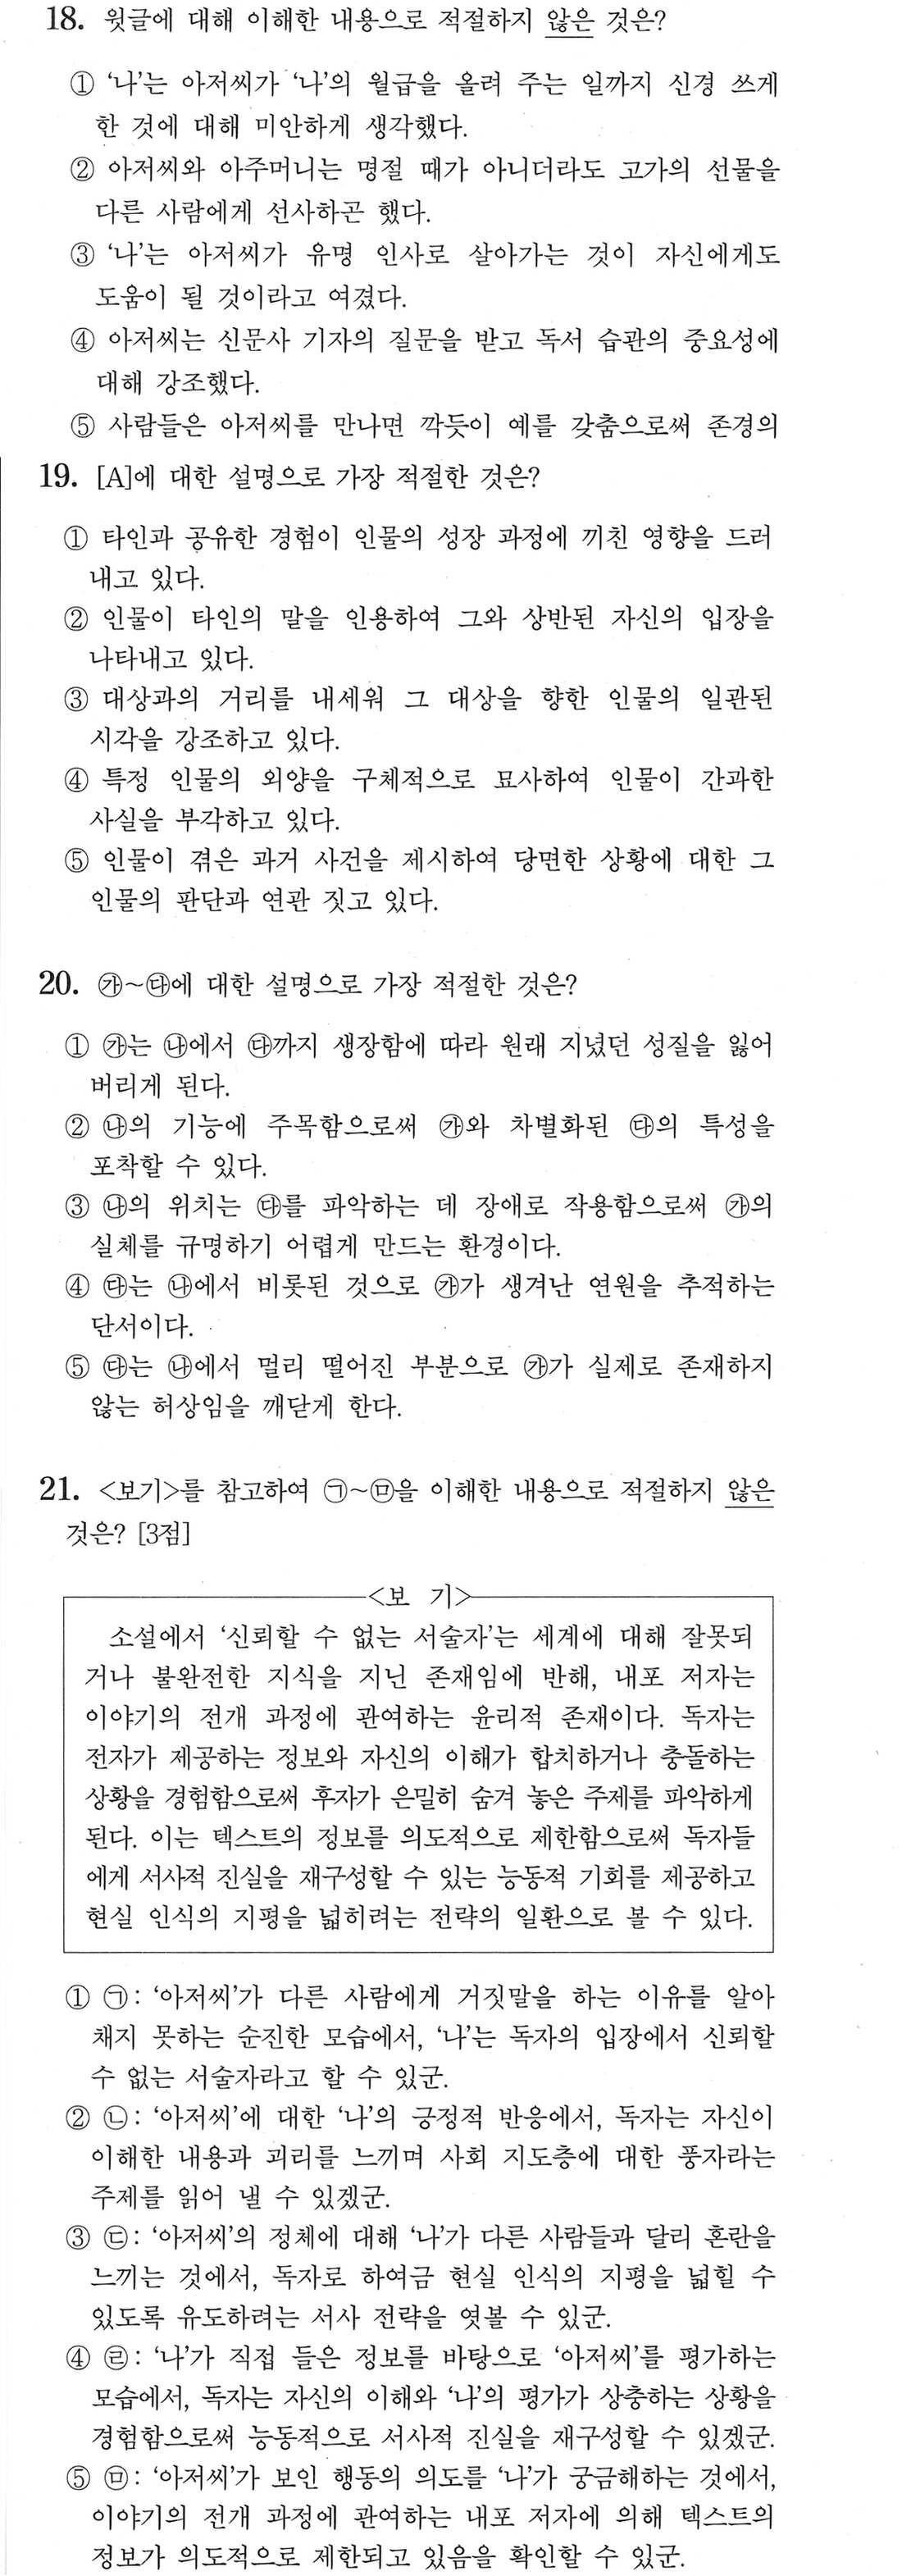 18. 윗글에 대해 이해한 내용으로 적절하지 않은 것은?
① ‘나’는 아저씨가 ‘나’의 월급을 올려 주는 일까지 신경 쓰게
한 것에 대해 미안하게 생각했다.
② 아저씨와 아주머니는 명절 때가 아니더라도 고가의 선물을
다른 사람에게 선사하곤 했다.
③ ‘나’는 아저씨가 유명 인사로 살아가는 것이 자신에게도
도움이 될 것이라고 여겼다.
④ 아저씨는 신문사 기자의 질문을 받고 독서 습관의 중요성에
대해 강조했다.
⑤ 사람들은 아저씨를 만나면 깍듯이 예를 갖춤으로써 존경의
19. [A]에 대한 설명으로 가장 적절한 것은?
① 타인과 공유한 경험이 인물의 성장 과정에 끼친 영향을 드러
내고 있다.
② 인물이 타인의 말을 인용하여 그와 상반된 자신의 입장을
나타내고 있다.
③ 대상과의 거리를 내세워 그 대상을 향한 인물의 일관된
시각을 강조하고 있다.
④ 특정 인물의 외양을 구체적으로 묘사하여 인물이 간과한
사실을 부각하고 있다.
⑤ 인물이 겪은 과거 사건을 제시하여 당면한 상황에 대한 그
인물의 판단과 연관 짓고 있다.
20. ㉮~㉰에 대한 설명으로 가장 적절한 것은?
① ㉮는 ㉯에서 ㉰까지 생장함에 따라 원래 지녔던 성질을 잃어
버리게 된다.
② ㉯의 기능에 주목함으로써 ㉮와 차별화된 ㉰의 특성을
포착할 수 있다.
③ ㉯의 위치는 ㉰를 파악하는 데 장애로 작용함으로써 ㉮의
실체를 규명하기 어렵게 만드는 환경이다.
④ ㉰는 ㉯에서 비롯된 것으로 ㉮가 생겨난 연원을 추적하는
단서이다.
⑤ ㉰는 ㉯에서 멀리 떨어진 부분으로 ㉮가 실제로 존재하지
않는 허상임을 깨닫게 한다.
21. <보기>를 참고하여 ㉠~㉤을 이해한 내용으로 적절하지 않은
것은? [3점]
<보 기>
소설에서 ‘신뢰할 수 없는 서술자’는 세계에 대해 잘못되
거나 불완전한 지식을 지닌 존재임에 반해, 내포 저자는
이야기의 전개 과정에 관여하는 윤리적 존재이다. 독자는
전자가 제공하는 정보와 자신의 이해가 합치하거나 충돌하는
상황을 경험함으로써 후자가 은밀히 숨겨 놓은 주제를 파악하게
된다. 이는 텍스트의 정보를 의도적으로 제한함으로써 독자들
에게 서사적 진실을 재구성할 수 있는 능동적 기회를 제공하고
현실 인식의 지평을 넓히려는 전략의 일환으로 볼 수 있다.
① ㉠: ‘아저씨’가 다른 사람에게 거짓말을 하는 이유를 알아
채지 못하는 순진한 모습에서, ‘나’는 독자의 입장에서 신뢰할
수 없는 서술자라고 할 수 있군.
② ㉡: ‘아저씨’에 대한 ‘나’의 긍정적 반응에서, 독자는 자신이
이해한 내용과 괴리를 느끼며 사회 지도층에 대한 풍자라는
주제를 읽어 낼 수 있겠군.
③ ㉢: ‘아저씨’의 정체에 대해 ‘나’가 다른 사람들과 달리 혼란을
느끼는 것에서, 독자로 하여금 현실 인식의 지평을 넓힐 수
있도록 유도하려는 서사 전략을 엿볼 수 있군.
④ ㉣: ‘나’가 직접 들은 정보를 바탕으로 ‘아저씨’를 평가하는
모습에서, 독자는 자신의 이해와 ‘나’의 평가가 상충하는 상황을
경험함으로써 능동적으로 서사적 진실을 재구성할 수 있겠군.
⑤ ㉤: ‘아저씨’가 보인 행동의 의도를 ‘나’가 궁금해하는 것에서,
이야기의 전개 과정에 관여하는 내포 저자에 의해 텍스트의
정보가 의도적으로 제한되고 있음을 확인할 수 있군.